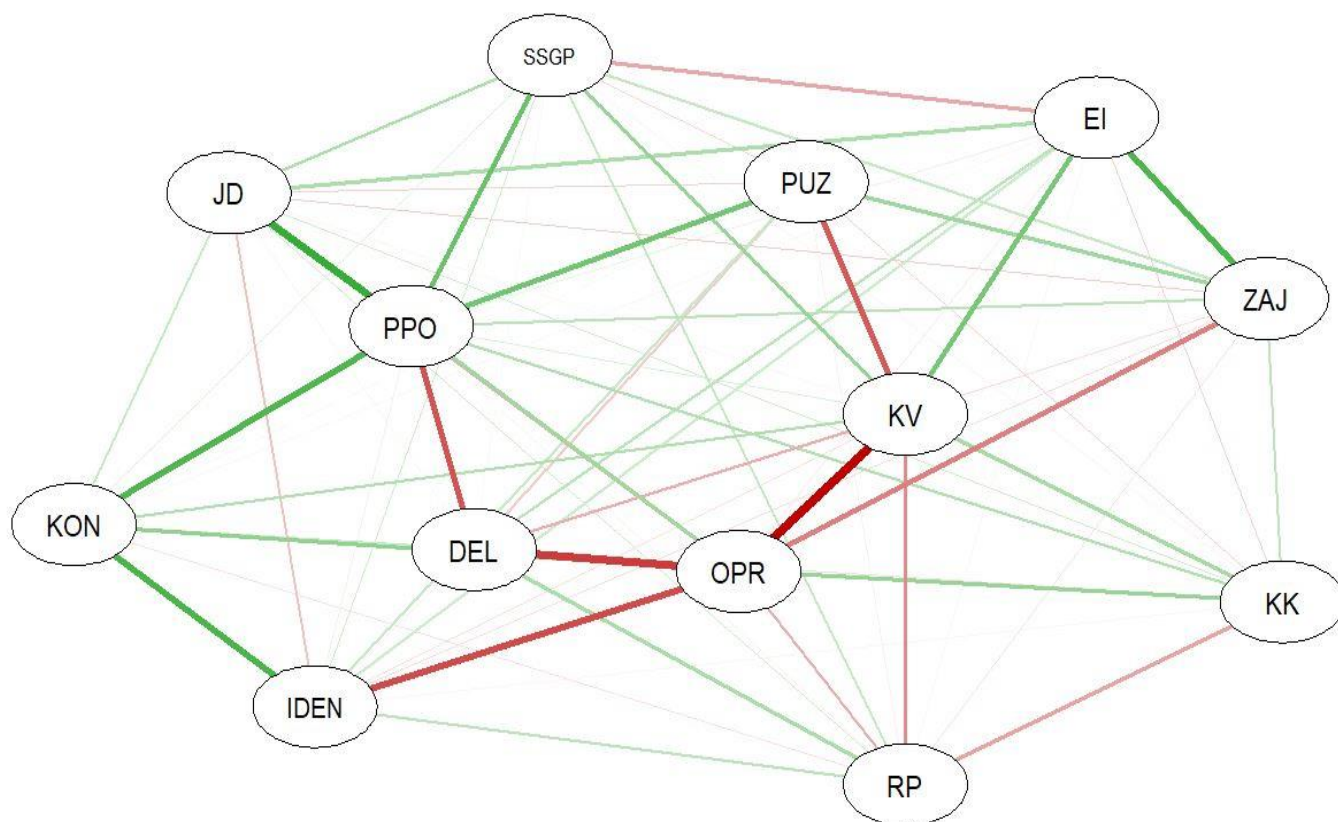 SSGP
EI
PUZ
JD
ZAJ
PPO
KV
KON
DEL
OPR
KK
IDEN
RP